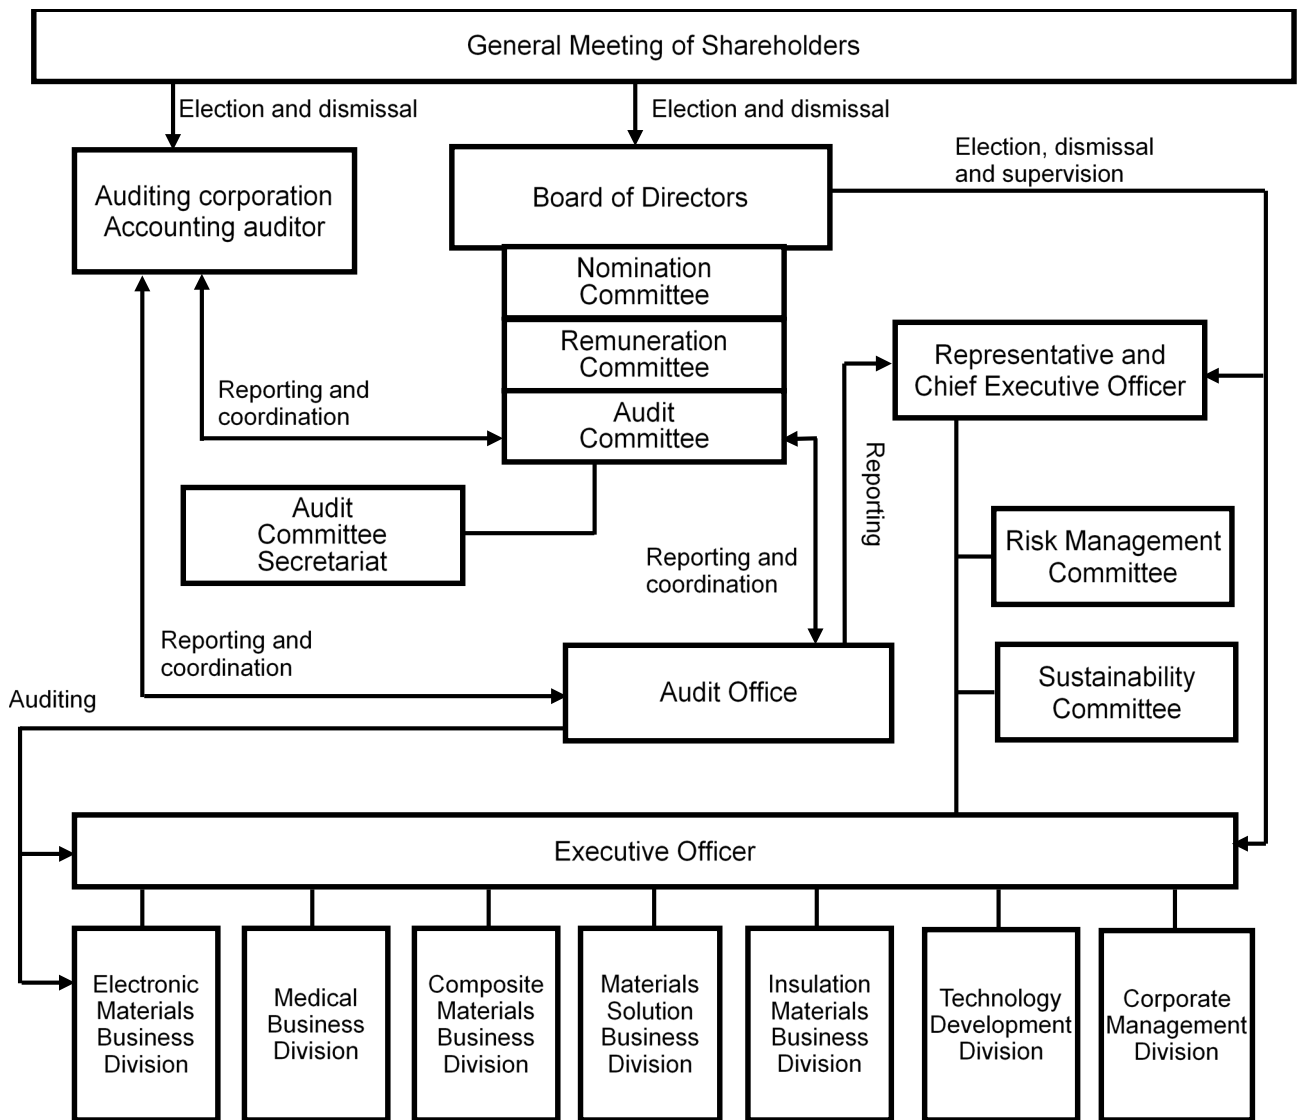 General Meeting of Shareholders
Election and dismissal
Election and dismissal
Election, dismissal
and supervision
Auditing corporation
Accounting auditor
Board of Directors
Nomination
Committee
Remuneration
Committee
Audit
Committee
Representative and
Chief Executive Officer
Reporting and
coordination
Reporting
Audit
Committee
Secretariat
Risk Management
Committee
Reporting and
coordination
Reporting and
coordination
Sustainability
Committee
Audit Office
Auditing
Executive Officer
Electronic
Materials
Business
Division
Medical
Business
Division
Composite
Materials
Business
Division
Materials
Solution
Business
Division
Insulation
Materials
Business
Division
Technology
Development
Division
Corporate
Management
Division